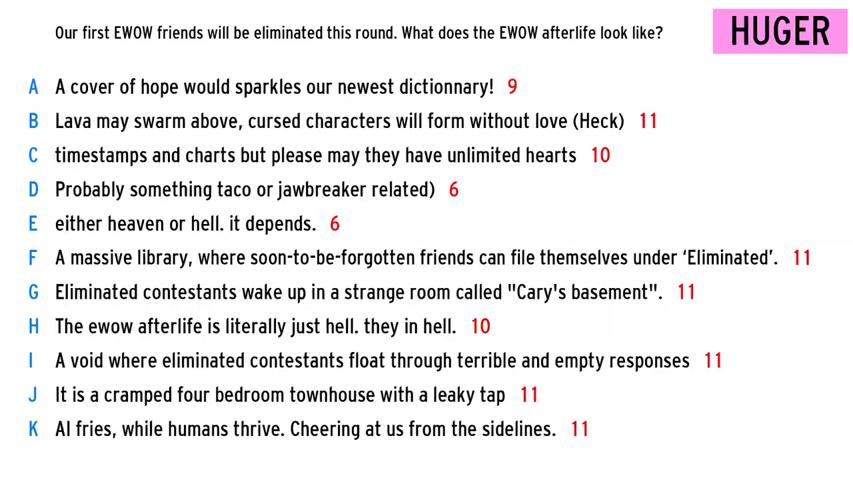 Our first EWOW friends will be eliminated this round. What does the EWOW afterlife look like?
HUGER
A A cover of hope would sparkles our newest dictionnary! 9
B Lava may swarm above, cursed characters will form without love (Heck) 11
C timestamps and charts but please may they have unlimited hearts 10
D Probably something taco or jawbreaker related) 6
E either heaven or hell. it depends. 6
F A massive library, where soon-to-be-forgotten friends can file themselves under ‘Eliminated’. 11
G Eliminated contestants wake up in a strange room called "Cary's basement". 11
H The ewow afterlife is literally just hell. they in hell. 10
I A void where eliminated contestants float through terrible and empty responses 11
J It is a cramped four bedroom townhouse with a leaky tap 11
K AI fries, while humans thrive. Cheering at us from the sidelines. 11